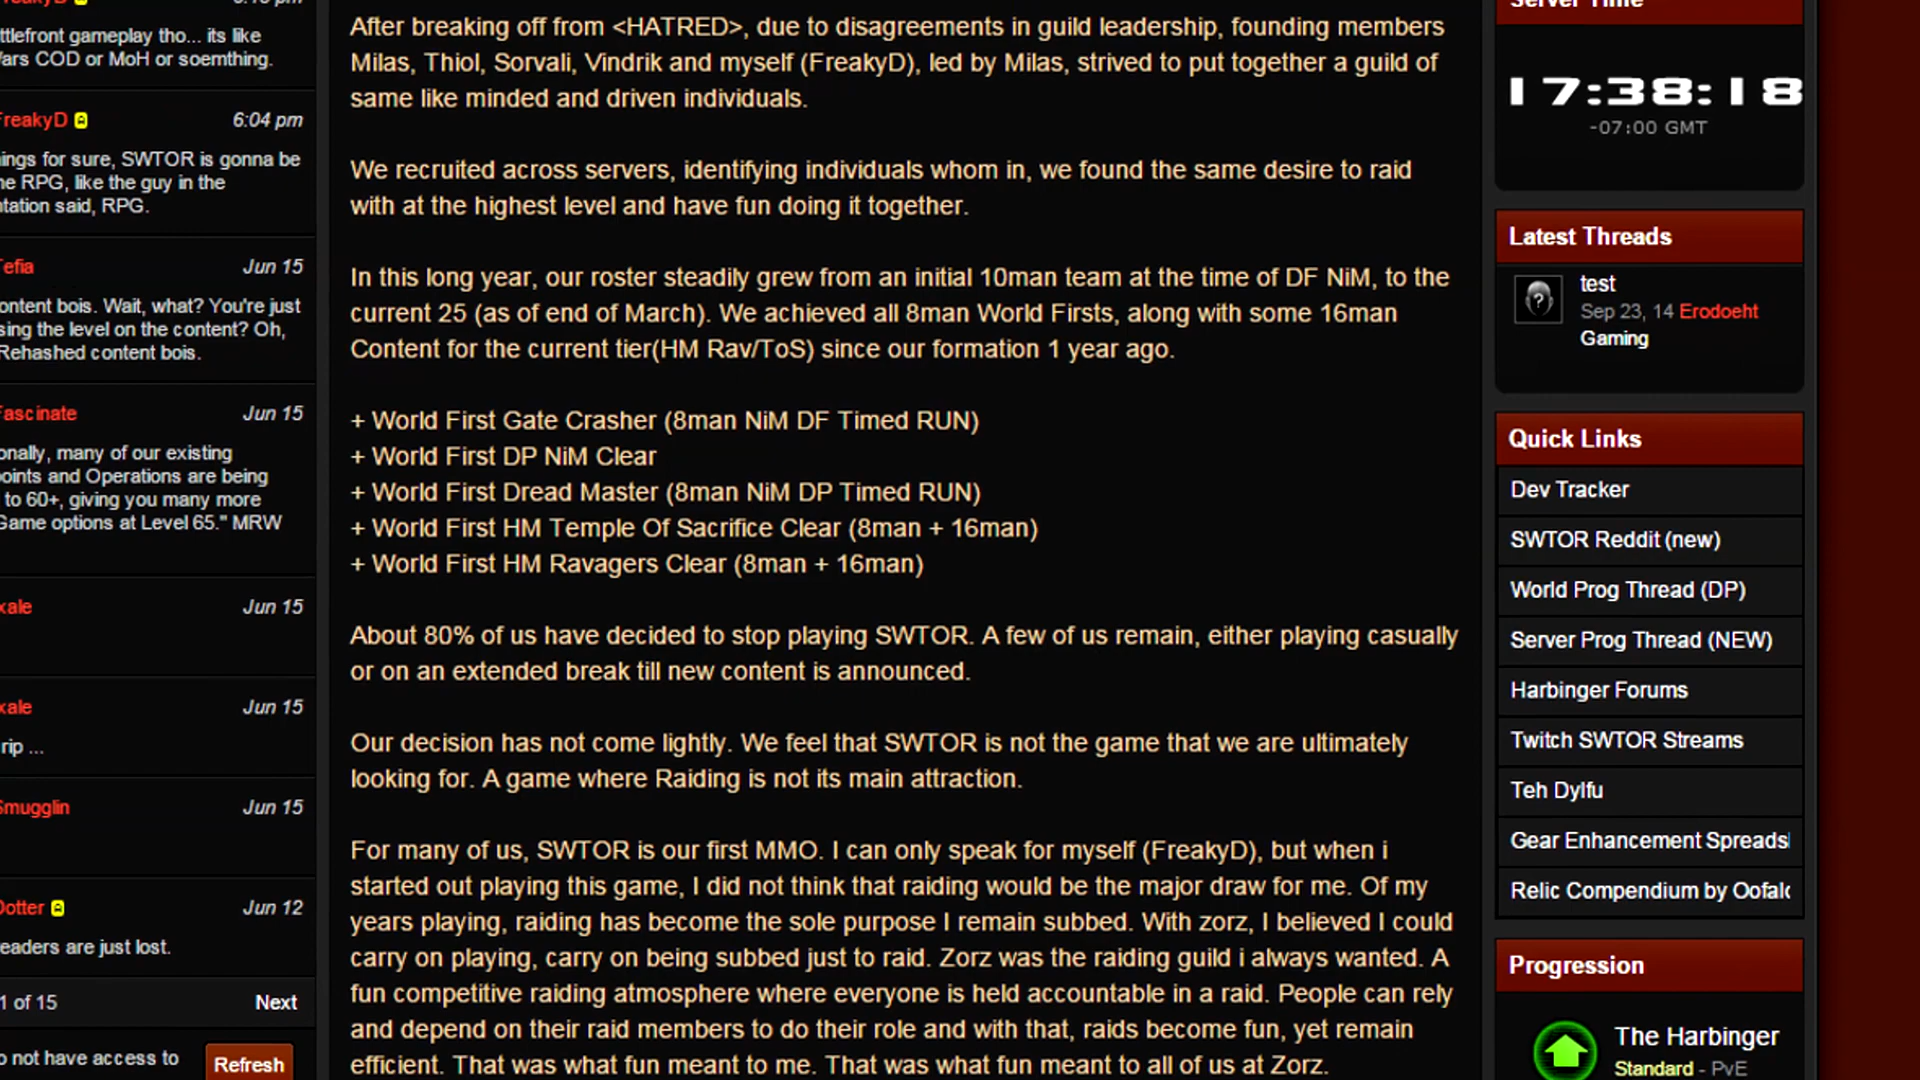 6:15 pm
ttlefront gameplay tho... its like
Vars COD or MoH or soemthing.
FreakyD 6:04 pm
ings for sure, SWTOR is gonna be
ne RPG, like the guy in the
ntation said, RPG.
Tefia Jun 15
ontent bois. Wait, what? You're just
sing the level on the content? Oh,
Rehashed content bois.
Fascinate Jun 15
onally, many of our existing
points and Operations are being
to 60+, giving you many more
Game options at Level 65." MRW
xale Jun 15
xale Jun 15
rip ...
Smugglin Jun 15
Dotter Jun 12
eaders are just lost.
1 of 15 Next
o not have access to
Refresh
After breaking off from <HATRED>, due to disagreements in guild leadership, founding members
Milas, Thiol, Sorvali, Vindrik and myself (FreakyD), led by Milas, strived to put together a guild of
same like minded and driven individuals.
We recruited across servers, identifying individuals whom in, we found the same desire to raid
with at the highest level and have fun doing it together.
In this long year, our roster steadily grew from an initial 10man team at the time of DF NiM, to the
current 25 (as of end of March). We achieved all 8man World Firsts, along with some 16man
Content for the current tier(HM Rav/ToS) since our formation 1 year ago.
+ World First Gate Crasher (8man NiM DF Timed RUN)
+ World First DP NiM Clear
+ World First Dread Master (8man NiM DP Timed RUN)
+ World First HM Temple Of Sacrifice Clear (8man + 16man)
+ World First HM Ravagers Clear (8man + 16man)
About 80% of us have decided to stop playing SWTOR. A few of us remain, either playing casually
or on an extended break till new content is announced.
Our decision has not come lightly. We feel that SWTOR is not the game that we are ultimately
looking for. A game where Raiding is not its main attraction.
For many of us, SWTOR is our first MMO. I can only speak for myself (FreakyD), but when i
started out playing this game, I did not think that raiding would be the major draw for me. Of my
years playing, raiding has become the sole purpose I remain subbed. With zorz, I believed I could
carry on playing, carry on being subbed just to raid. Zorz was the raiding guild i always wanted. A
fun competitive raiding atmosphere where everyone is held accountable in a raid. People can rely
and depend on their raid members to do their role and with that, raids become fun, yet remain
efficient. That was what fun meant to me. That was what fun meant to all of us at Zorz.
Server Time
17:38:18
-07:00 GMT
Latest Threads
test
Sep 23, 14 Erodoeht
Gaming
Quick Links
Dev Tracker
SWTOR Reddit (new)
World Prog Thread (DP)
Server Prog Thread (NEW)
Harbinger Forums
Twitch SWTOR Streams
Teh Dylfu
Gear Enhancement Spreads
Relic Compendium by Oofalo
Progression
The Harbinger
Standard - PvE